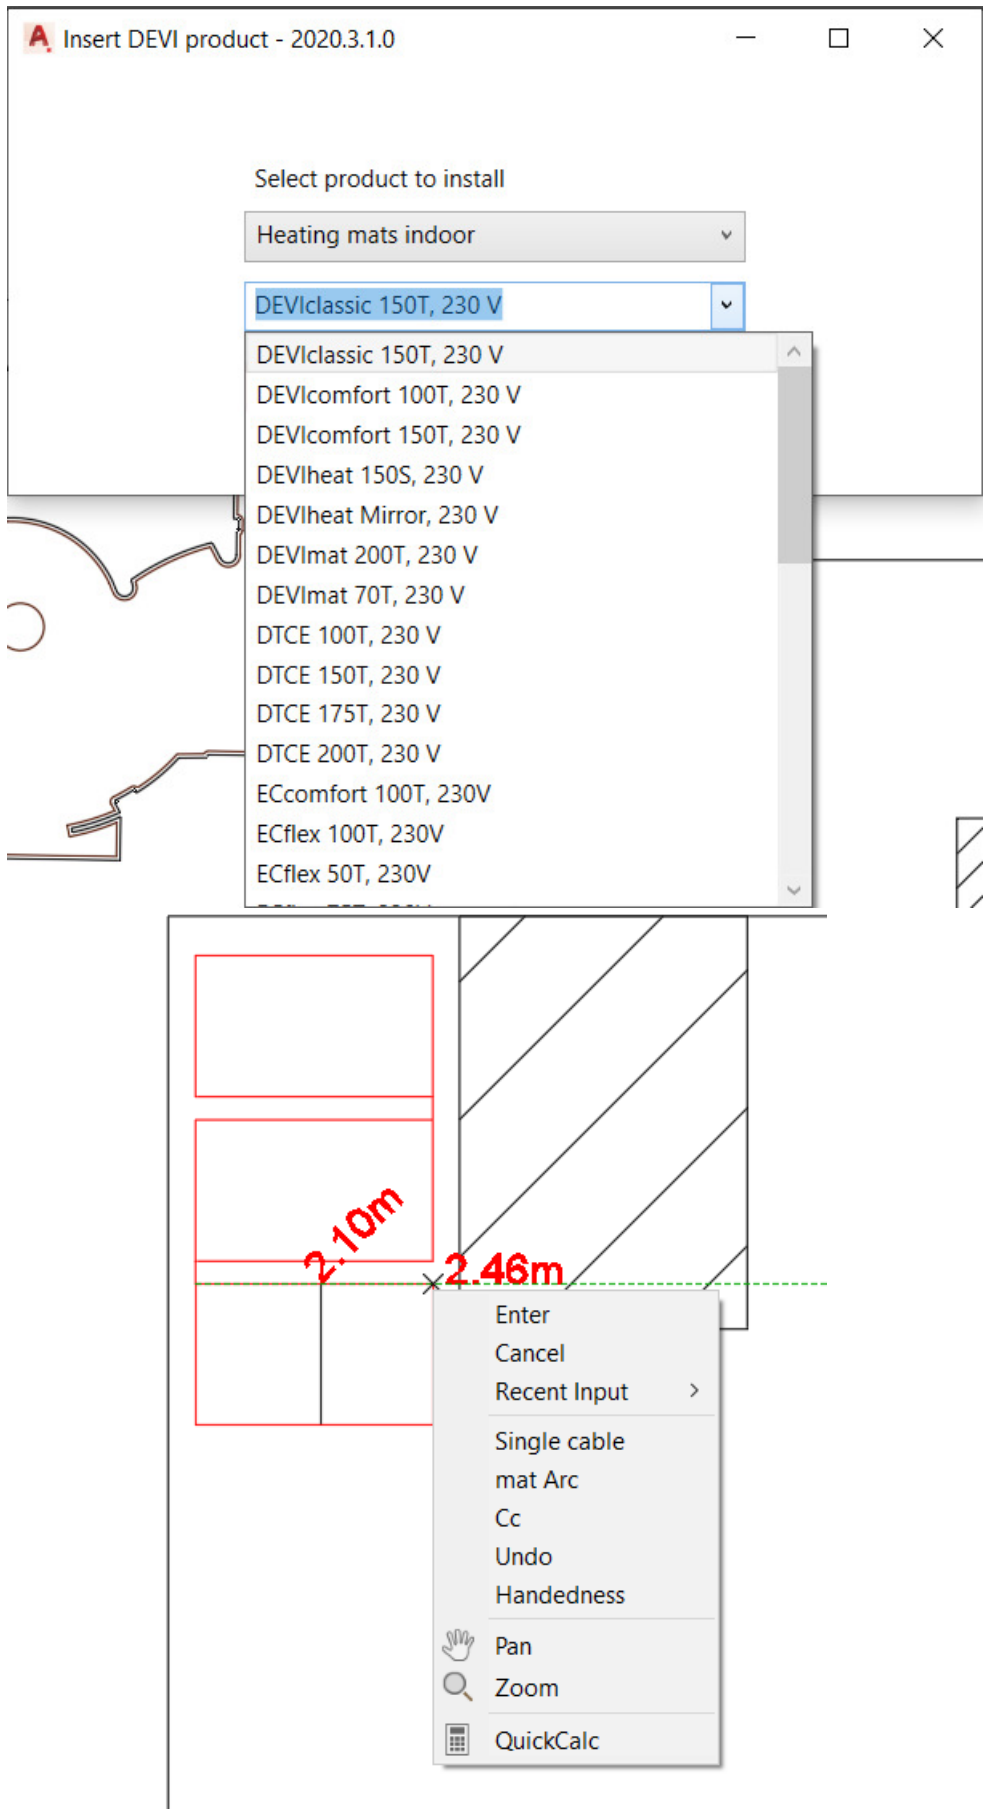 Insert DEVI product - 2020.3.1.0
Select product to install
Heating mats indoor
DEVIclassic 150T, 230 V
DEVIclassic 150T, 230 V
DEVIcomfort 100T, 230 V
DEVIcomfort 150T, 230 V
DEVIheat 150S, 230 V
DEVIheat Mirror, 230 V
DEVImat 200T, 230 V
DEVImat 70T, 230 V
DTCE 100T, 230 V
DTCE 150T, 230 V
DTCE 175T, 230 V
DTCE 200T, 230 V
ECcomfort 100T, 230V
ECflex 100T, 230V
ECflex 50T, 230V
2.10m
2.46m
Enter
Cancel
Recent Input
Single cable
mat Arc
Cc
Undo
Handedness
Pan
Zoom
QuickCalc